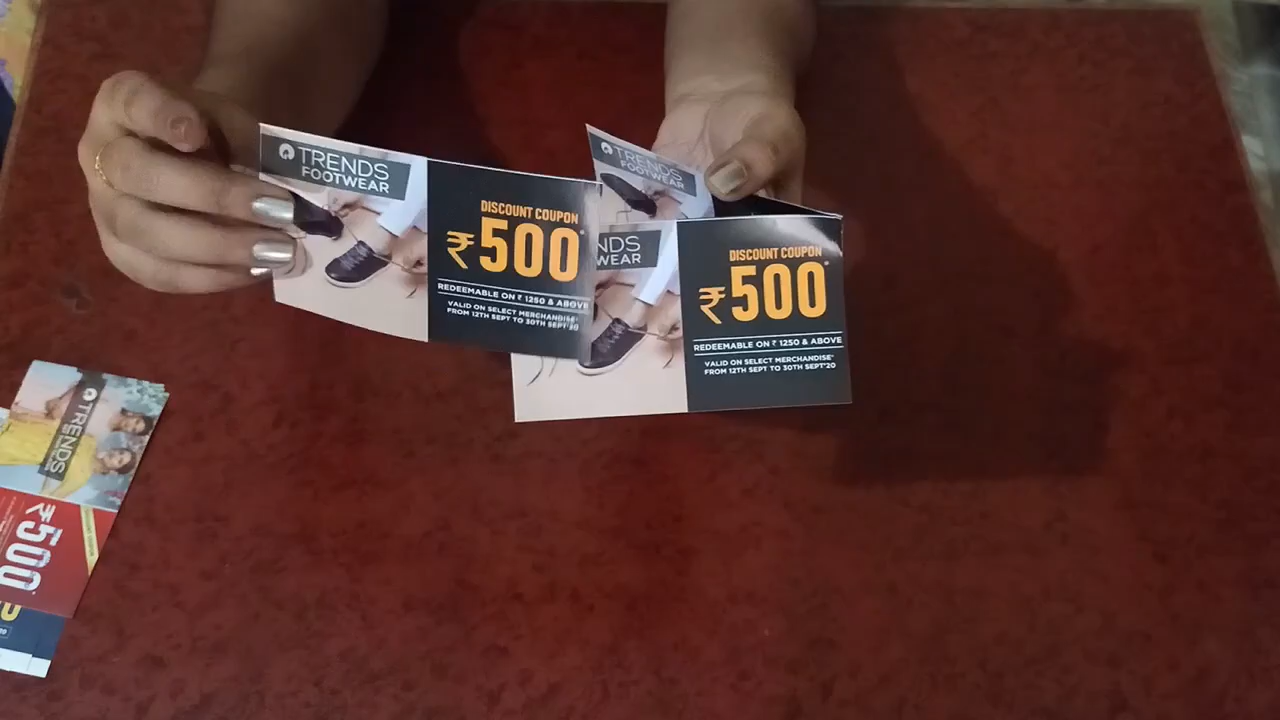 TRENDS
FOOTWEAR
DISCOUNT COUPON
₹500*
REDEEMABLE ON ₹ 1250 & ABOVE
VALID ON SELECT MERCHANDISE*
FROM 12TH SEPT TO 30TH SEPT'20
TRENDS
FOOTWEAR
NDS
WEAR
DISCOUNT COUPON
₹500*
REDEEMABLE ON ₹ 1250 & ABOVE
VALID ON SELECT MERCHANDISE*
FROM 12TH SEPT TO 30TH SEPT'20
TRENDS
₹500*